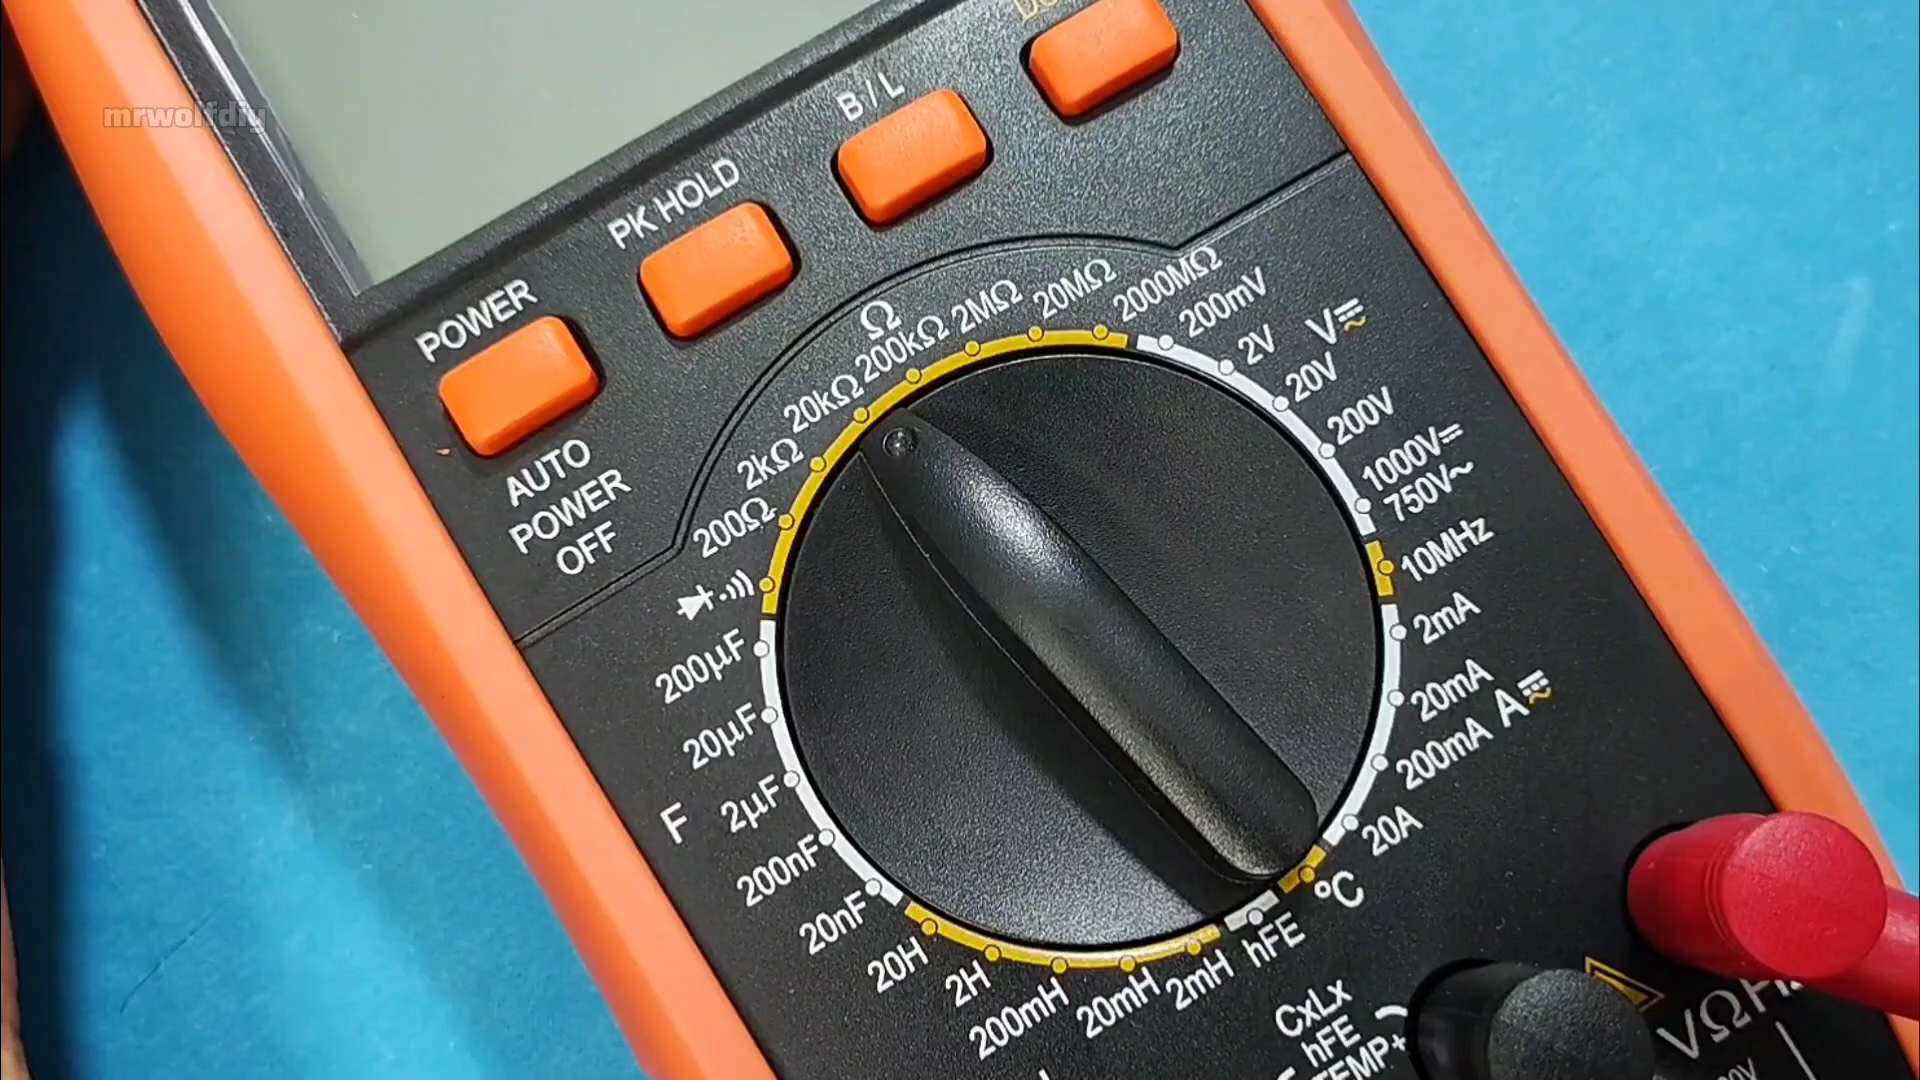 mrwolfdiy
B / L
PK HOLD
POWER
AUTO
POWER
OFF
Ω
200Ω
2kΩ
20kΩ
200kΩ
2MΩ
20MΩ
2000MΩ
200mV
2V
V
20V
200V
1000V
750V~
10MHz
2mA
20mA
200mA
A
20A
°C
hFE
2mH
20mH
200mH
2H
20H
20nF
200nF
F
2µF
20µF
200µF
CxLx
hFE
TEMP+